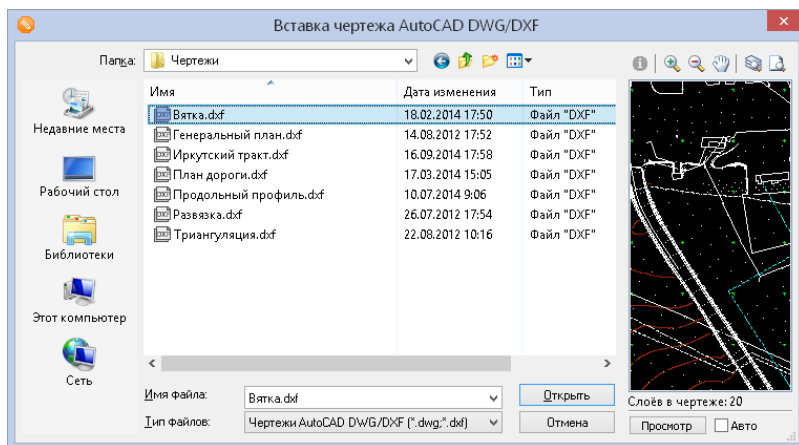 Вставка чертежа AutoCAD DWG/DXF
Папка: Чертежи
Имя Дата изменения Тип
Вятка.dxf 18.02.2014 17:50 Файл "DXF"
Генеральный план.dxf 14.08.2012 17:52 Файл "DXF"
Иркутский тракт.dxf 16.09.2014 17:58 Файл "DXF"
План дороги.dxf 17.03.2014 15:05 Файл "DXF"
Продольный профиль.dxf 10.07.2014 9:06 Файл "DXF"
Развязка.dxf 26.07.2012 17:54 Файл "DXF"
Триангуляция.dxf 22.08.2012 10:16 Файл "DXF"
Недавние места
Рабочий стол
Библиотеки
Этот компьютер
Сеть
Имя файла: Вятка.dxf Открыть
Тип файлов: Чертежи AutoCAD DWG/DXF (*.dwg;*.dxf) Отмена
Слоёв в чертеже: 20
Просмотр Авто